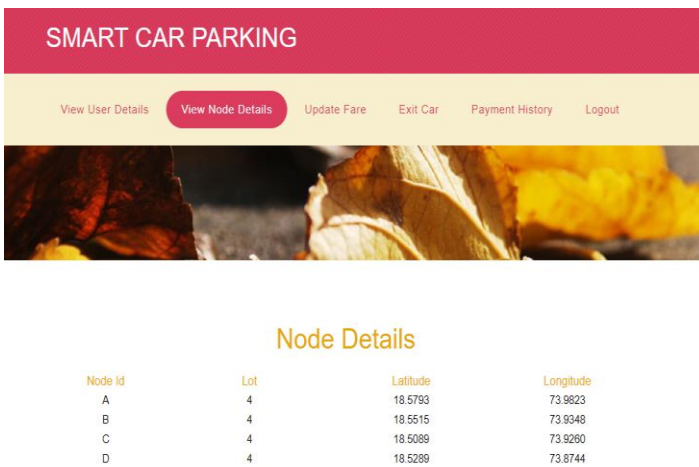 SMART CAR PARKING
View User Details View Node Details Update Fare Exit Car Payment History Logout
Node Details
Node Id Lot Latitude Longitude
A 4 18.5793 73.9823
B 4 18.5515 73.9348
C 4 18.5089 73.9260
D 4 18.5289 73.8744